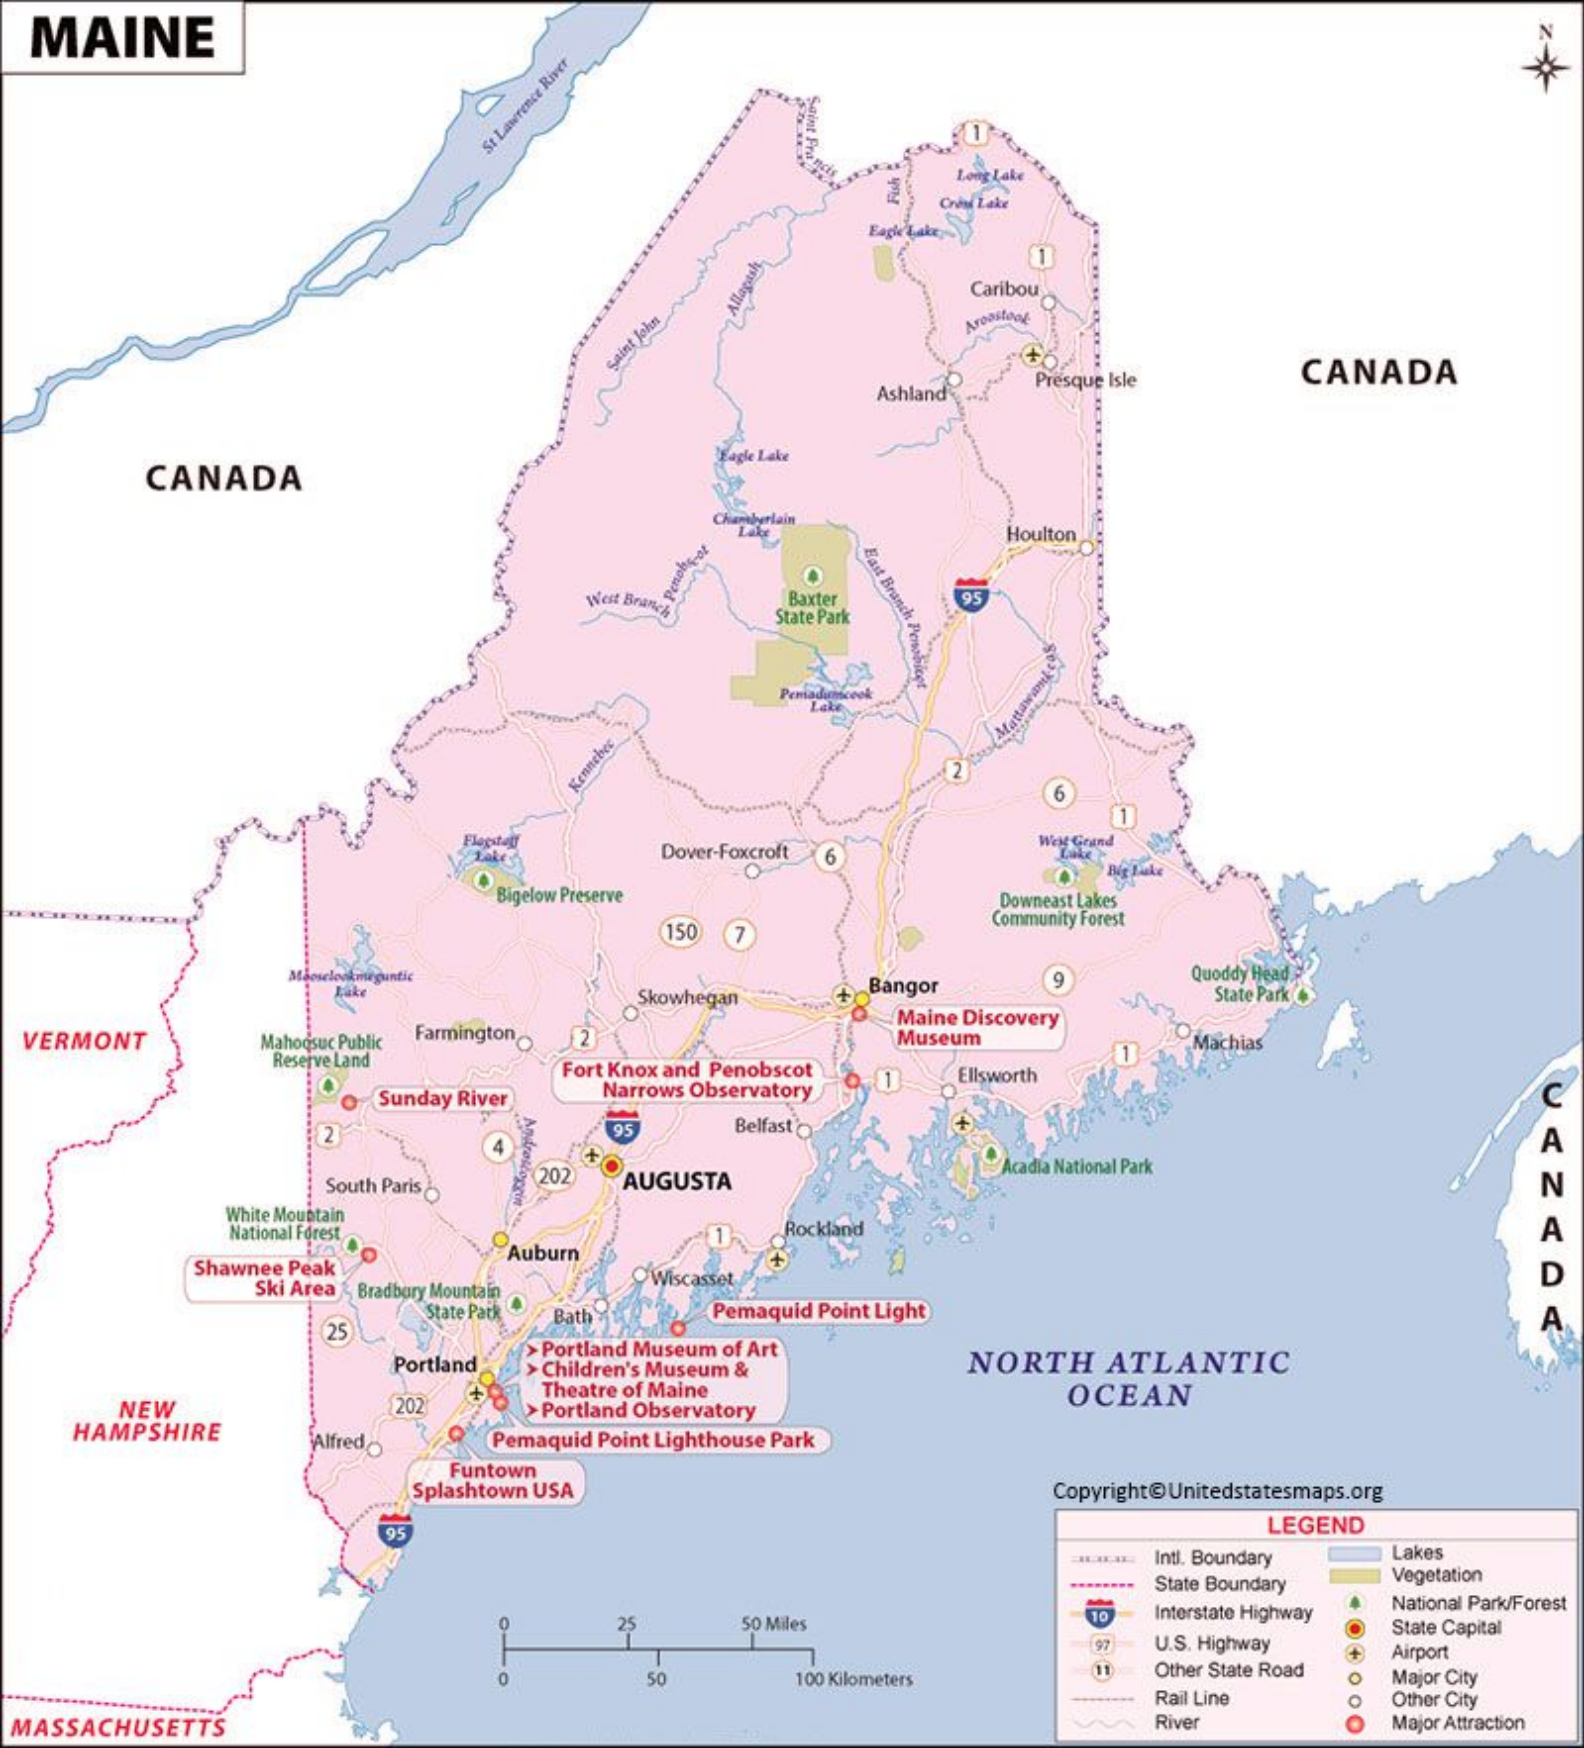 MAINE
N
St Lawrence River
Saint Francis
1
Long Lake
Fish
Cross Lake
Eagle Lake
1
Allagash
Caribou
Saint John
Aroostook
CANADA
Presque Isle
Ashland
Eagle Lake
CANADA
Chamberlain
Lake
Houlton
West Branch
Penobscot
East Branch Penobscot
95
Baxter
State Park
Mattawamkeag
Pemadumcook
Lake
Kennebec
2
6
1
Flagstaff
Lake
West Grand
Lake
Dover-Foxcroft
6
Big Lake
Bigelow Preserve
Downeast Lakes
Community Forest
150
7
Mooselookmeguntic
Lake
Bangor
9
Quoddy Head
State Park
Skowhegan
Maine Discovery
Museum
VERMONT
Farmington
2
Machias
Mahoosuc Public
Reserve Land
1
Fort Knox and Penobscot
Narrows Observatory
1
Ellsworth
Sunday River
C
A
N
A
D
A
2
4
Androscoggin
95
Belfast
202
Acadia National Park
AUGUSTA
South Paris
White Mountain
National Forest
1
Rockland
Auburn
Shawnee Peak
Ski Area
Wiscasset
Bradbury Mountain
State Park
Bath
Pemaquid Point Light
25
Portland
Portland Museum of Art
Children's Museum &
Theatre of Maine
Portland Observatory
NORTH ATLANTIC
OCEAN
NEW
HAMPSHIRE
202
Alfred
Pemaquid Point Lighthouse Park
Funtown
Splashtown USA
95
Copyright©Unitedstatesmaps.org
LEGEND
Intl. Boundary
State Boundary
10 Interstate Highway
97 U.S. Highway
11 Other State Road
Rail Line
River
Lakes
Vegetation
National Park/Forest
State Capital
Airport
Major City
Other City
Major Attraction
0 25 50 Miles
0 50 100 Kilometers
MASSACHUSETTS